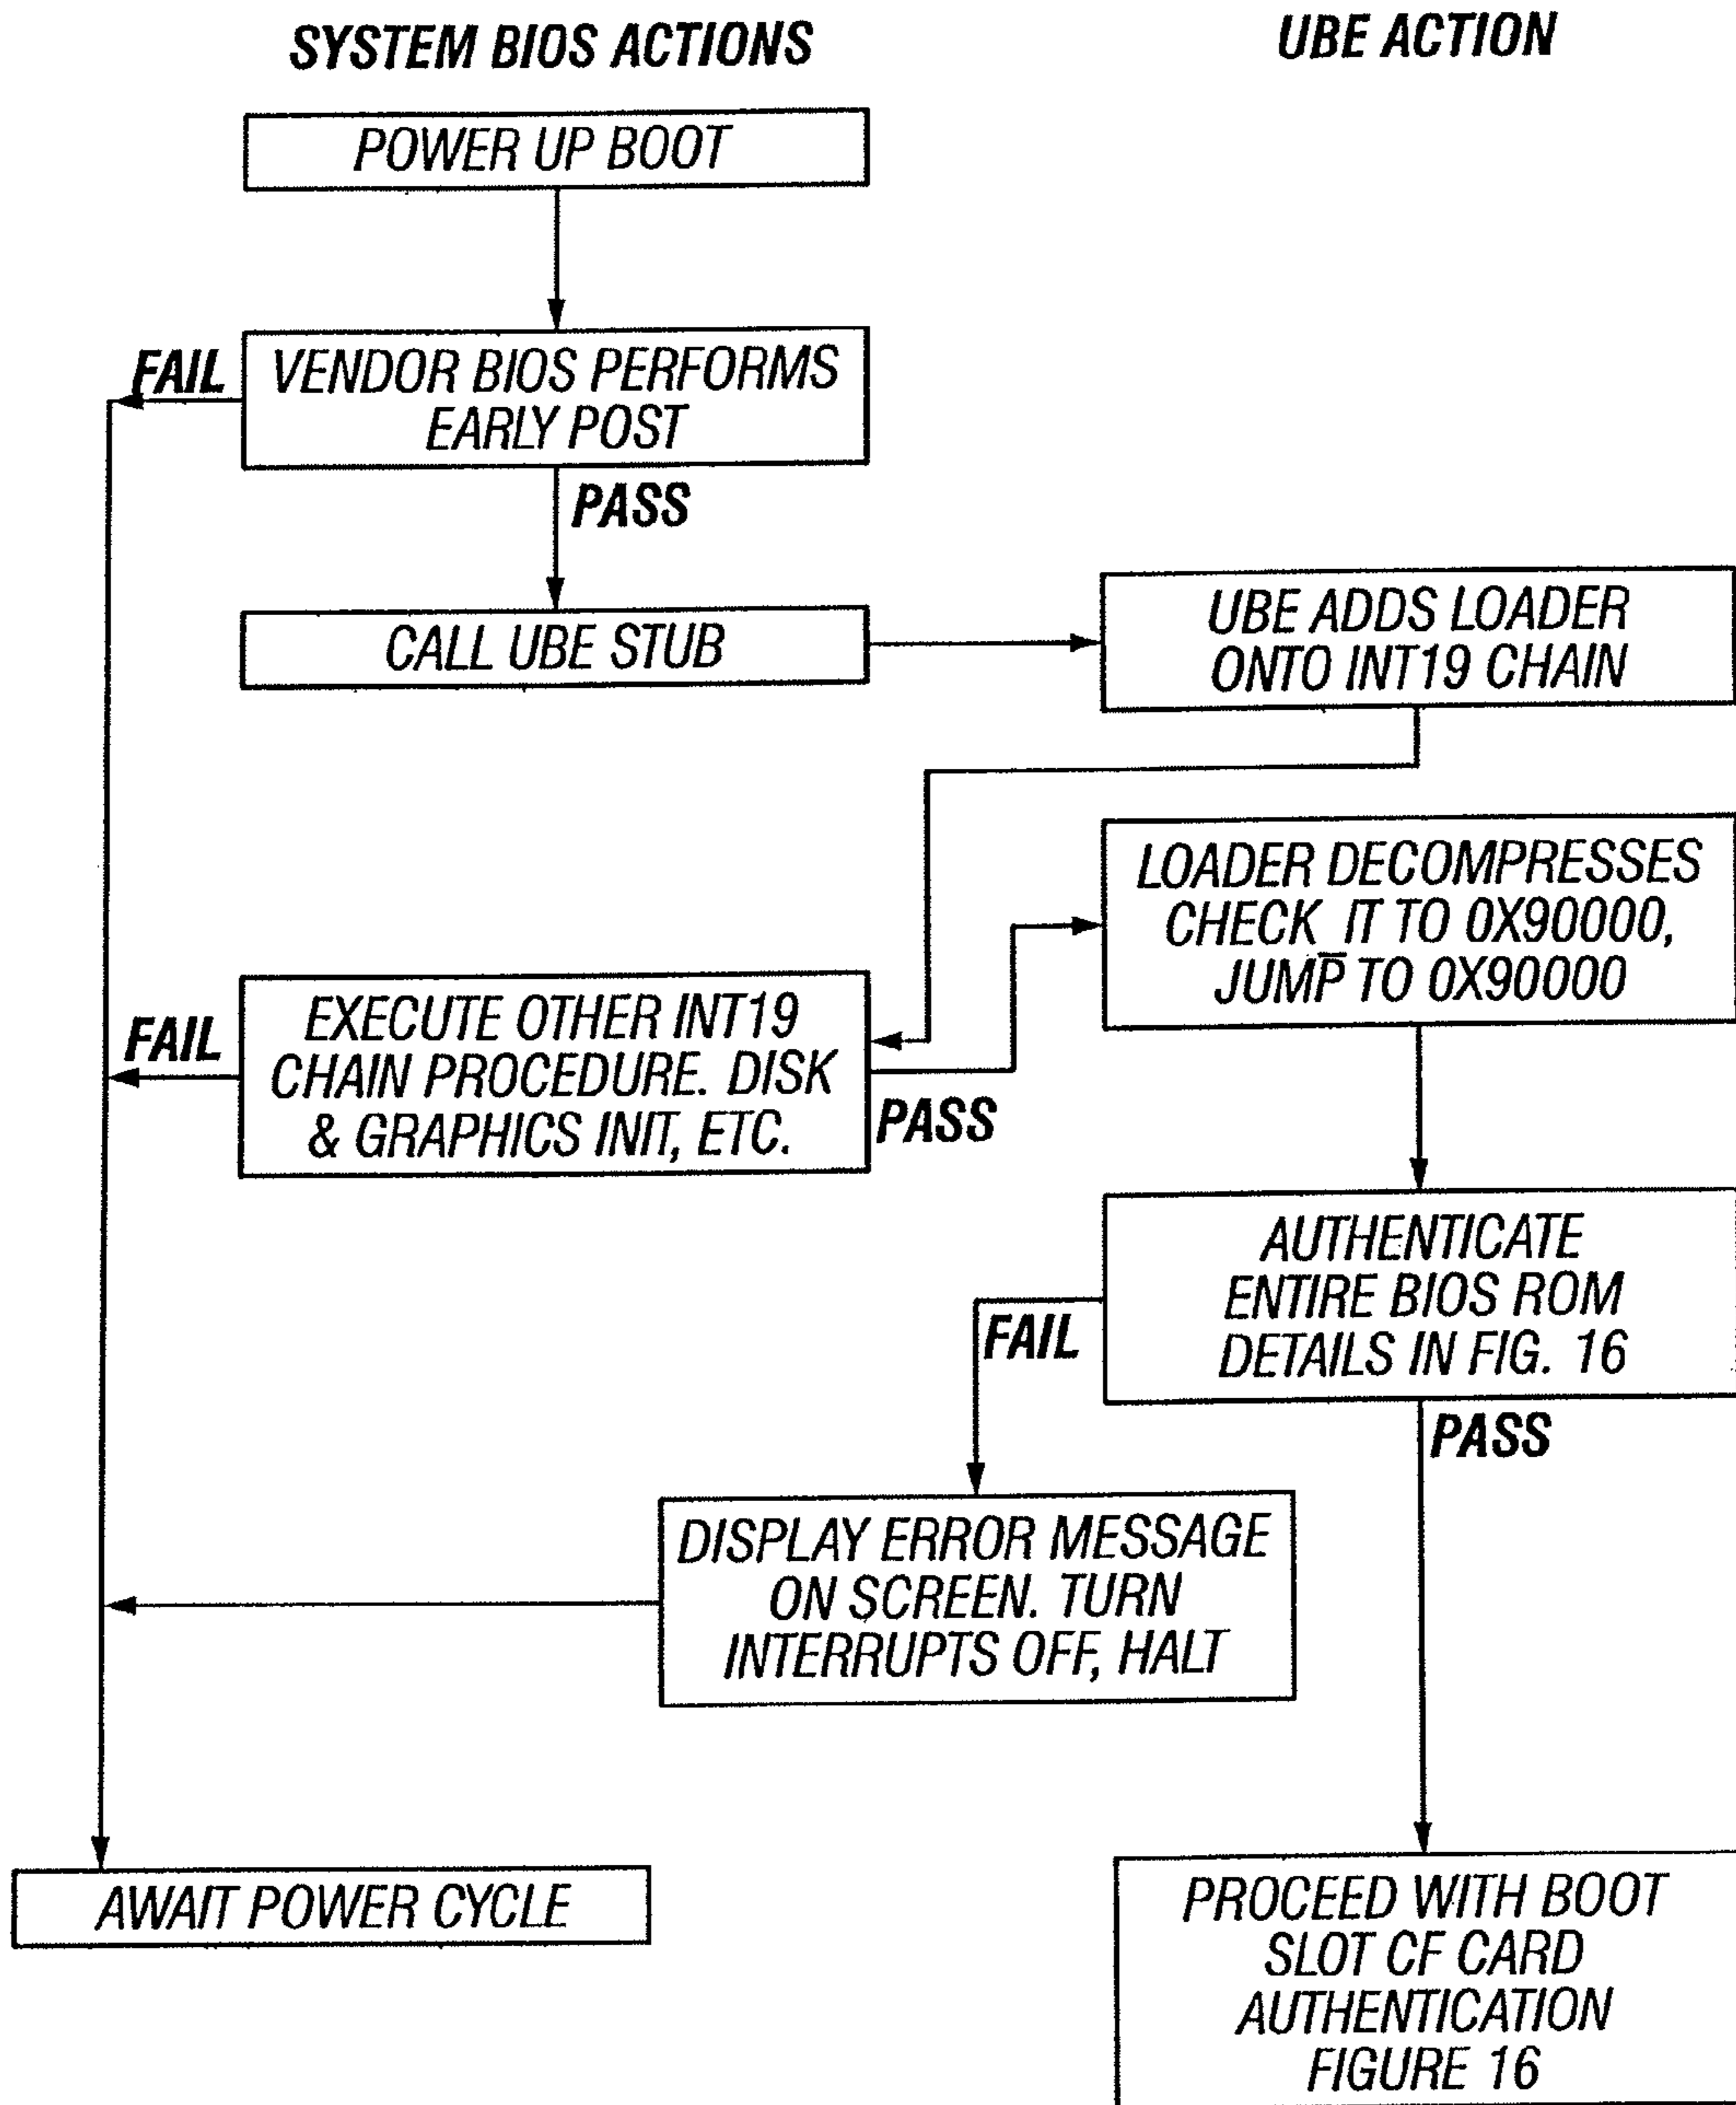 SYSTEM BIOS ACTIONS
UBE ACTION
POWER UP BOOT
FAIL
VENDOR BIOS PERFORMS
EARLY POST
PASS
CALL UBE STUB
UBE ADDS LOADER
ONTO INT19 CHAIN
LOADER DECOMPRESSES
CHECK_IT TO 0X90000,
JUMP TO 0X90000
FAIL
EXECUTE OTHER INT19
CHAIN PROCEDURE. DISK
& GRAPHICS INIT, ETC.
PASS
AUTHENTICATE
ENTIRE BIOS ROM
DETAILS IN FIG. 16
FAIL
PASS
DISPLAY ERROR MESSAGE
ON SCREEN. TURN
INTERRUPTS OFF, HALT
AWAIT POWER CYCLE
PROCEED WITH BOOT
SLOT CF CARD
AUTHENTICATION
FIGURE 16